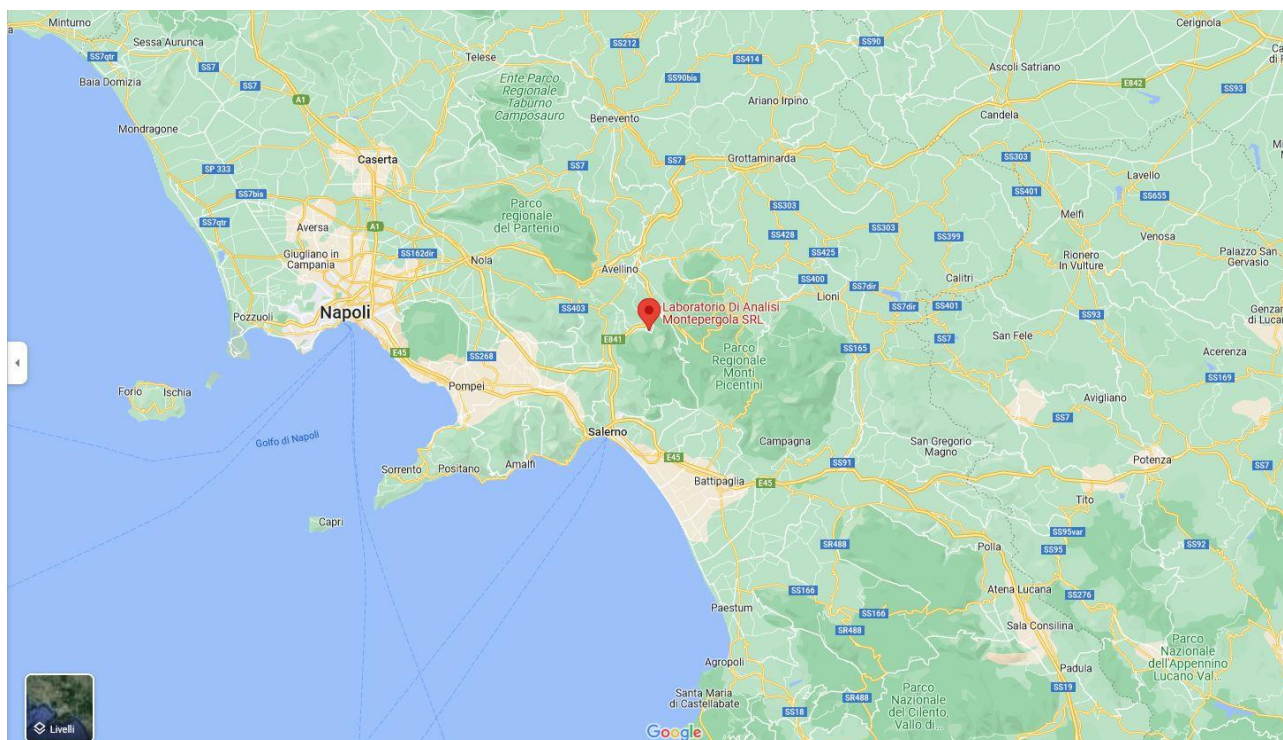 Minturno
Sessa Aurunca
SS7qtr
SS7
Baia Domizia
SS7
A1
Mondragone
SP 333
SS7bis
SS7qtr
Telese
Ente Parco
Regionale
Taburno
Camposauro
SS212
SS90bis
SS414
SS90
Cerignola
Ascoli Satriano
E842
SS93
Ariano Irpino
Candela
Benevento
SS7
SS7
Grottaminarda
SS303
SS401
Lavello
SS655
Caserta
Aversa
A1
Giugliano in
Campania
SS162dir
Nola
Parco
regionale
del Partenio
SS303
SS428
SS303
SS399
SS425
Melfi
Venosa
Palazzo San
Gervasio
Rionero
In Vulture
Avellino
SS400
SS7dir
Lioni
Calitri
SS7dir
SS401
SS93
Pozzuoli
Napoli
SS403
Laboratorio Di Analisi
Montepergola SRL
E841
Parco
Regionale
Monti
Picentini
SS165
SS7
San Fele
Acerenza
SS169
E45
SS268
Pompei
Forio
Ischia
Golfo di Napoli
Avigliano
SS7
Salerno
Campagna
San Gregorio
Magno
Potenza
SS7
Sorrento
Positano
Amalfi
E45
Battipaglia
E45
SS91
Tito
Capri
SR488
Polla
SS95var
SS95
SS92
SS166
Atena Lucana
SS276
Paestum
SS166
SR488
Sala Consilina
Parco
Nazionale
dell'Appennino
Lucano Val...
Agropoli
Padula
Santa Maria
di Castellabate
SS18
SR488
Parco
Nazionale
del Cilento,
Vallo di...
SS19
Livelli
Google